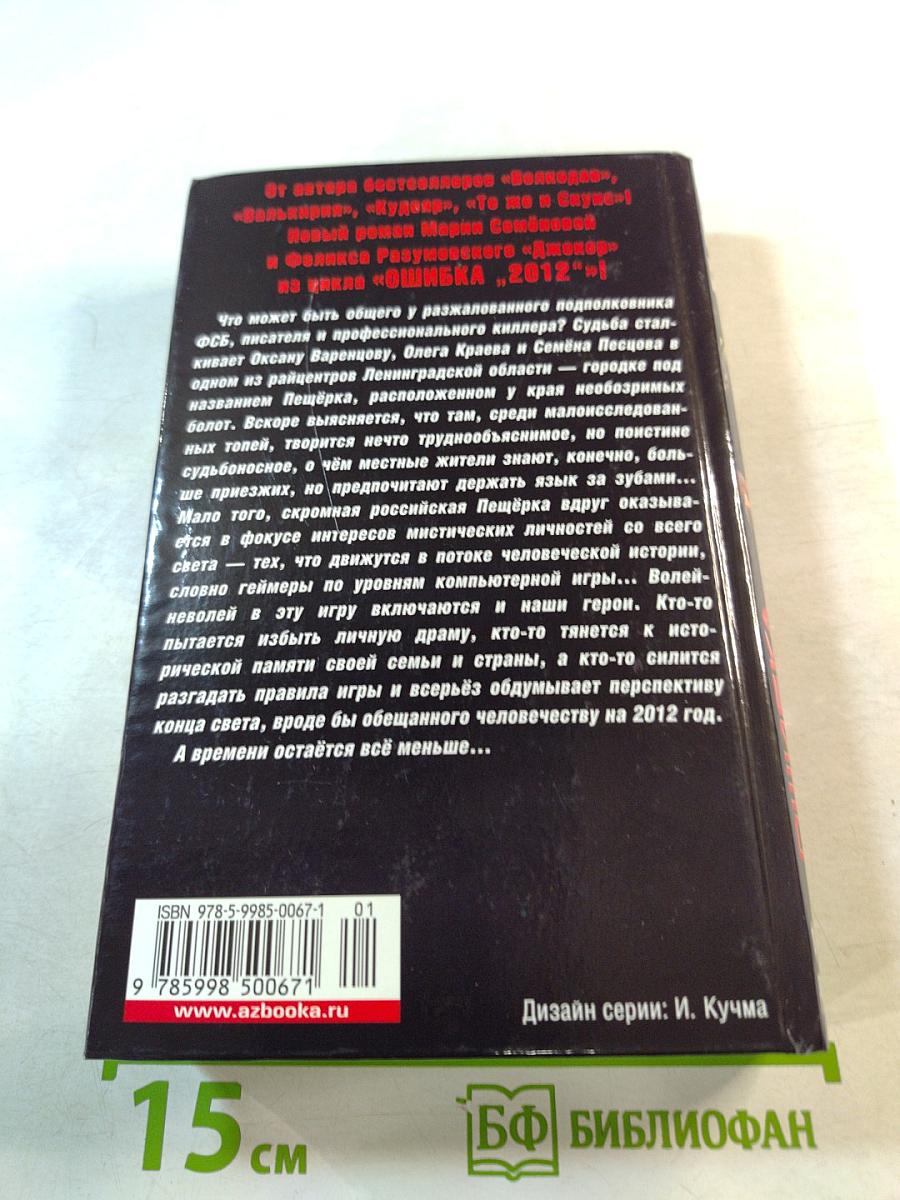 От автора бестселлеров «Волкодав»,
«Валькирия», «Кудеяр», «Те же и Скунс»!
Новый роман Марии Семёновой
и Феликса Разумовского «Джокер»
из цикла «ОШИБКА „2012“»!
Что может быть общего у разжалованного подполковника
ФСБ, писателя и профессионального киллера? Судьба стал-
кивает Оксану Варенцову, Олега Краева и Семёна Песцова в
одном из райцентров Ленинградской области — городке под
названием Пещёрка, расположенном у края необозримых
болот. Вскоре выясняется, что там, среди малоисследован-
ных топей, творится нечто труднообъяснимое, но поистине
судьбоносное, о чём местные жители знают, конечно, боль-
ше приезжих, но предпочитают держать язык за зубами...
Мало того, скромная российская Пещёрка вдруг оказыва-
ется в фокусе интересов мистических личностей со всего
света — тех, что движутся в потоке человеческой истории,
словно геймеры по уровням компьютерной игры... Волей-
неволей в эту игру включаются и наши герои. Кто-то
пытается избыть личную драму, кто-то тянется к исто-
рической памяти своей семьи и страны, а кто-то силится
разгадать правила игры и всерьёз обдумывает перспективу
конца света, вроде бы обещанного человечеству на 2012 год.
А времени остаётся всё меньше...
ISBN 978-5-9985-0067-1 01
9 785998 500671
www.azbooka.ru
Дизайн серии: И. Кучма
15 см
БФ БИБЛИОФАН